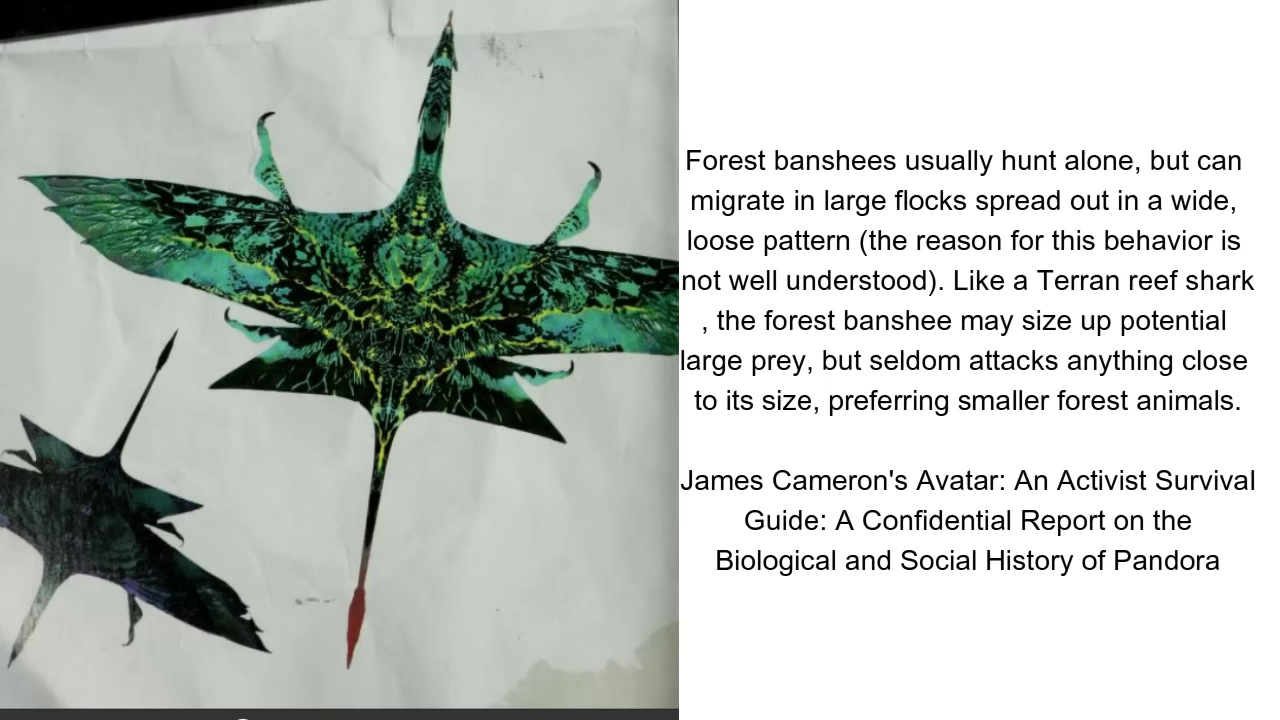 Forest banshees usually hunt alone, but can
migrate in large flocks spread out in a wide,
loose pattern (the reason for this behavior is
not well understood). Like a Terran reef shark
, the forest banshee may size up potential
large prey, but seldom attacks anything close
to its size, preferring smaller forest animals.
James Cameron's Avatar: An Activist Survival
Guide: A Confidential Report on the
Biological and Social History of Pandora